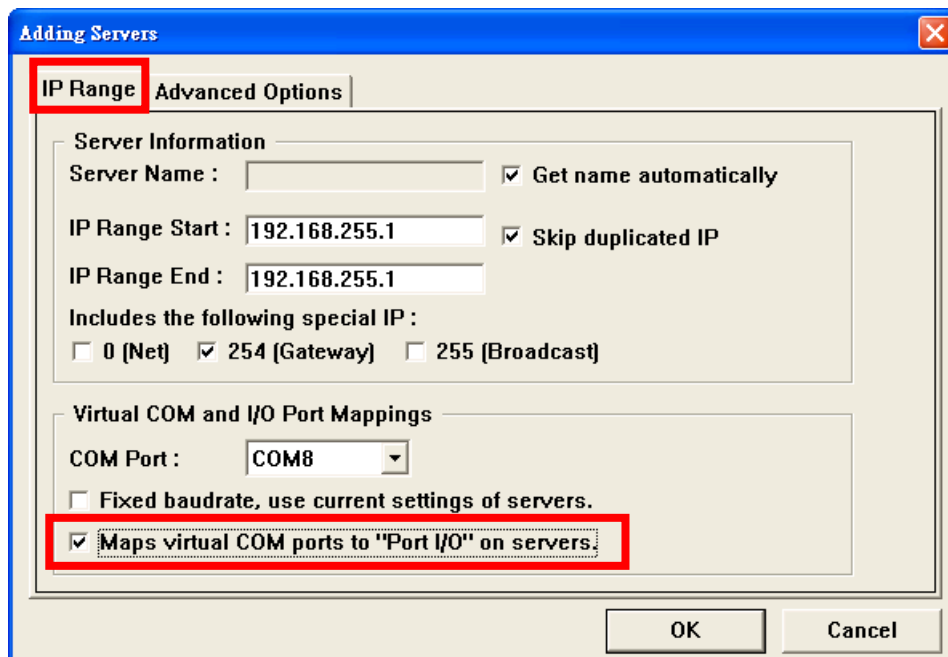 Adding Servers
IP Range Advanced Options
Server Information
Server Name :
Get name automatically
IP Range Start : 192.168.255.1
Skip duplicated IP
IP Range End : 192.168.255.1
Includes the following special IP :
0 (Net) 254 (Gateway) 255 (Broadcast)
Virtual COM and I/O Port Mappings
COM Port : COM8
Fixed baudrate, use current settings of servers.
Maps virtual COM ports to "Port I/O" on servers.
OK Cancel